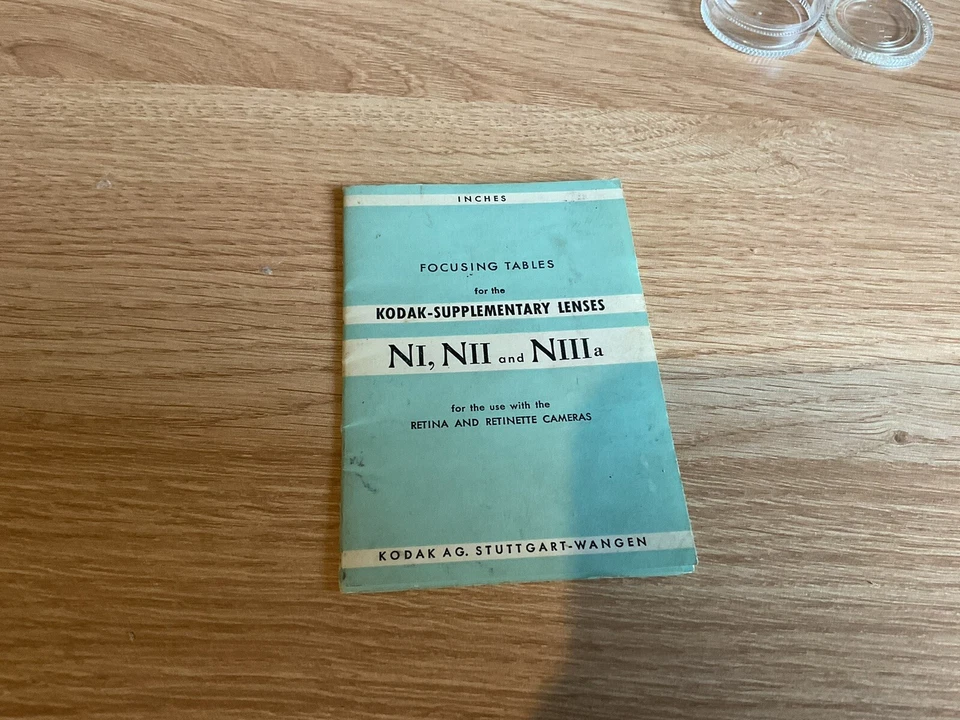 INCHES
FOCUSING TABLES
for the
KODAK-SUPPLEMENTARY LENSES
NI, NII and NIIIa
for the use with the
RETINA AND RETINETTE CAMERAS
KODAK AG. STUTTGART-WANGEN